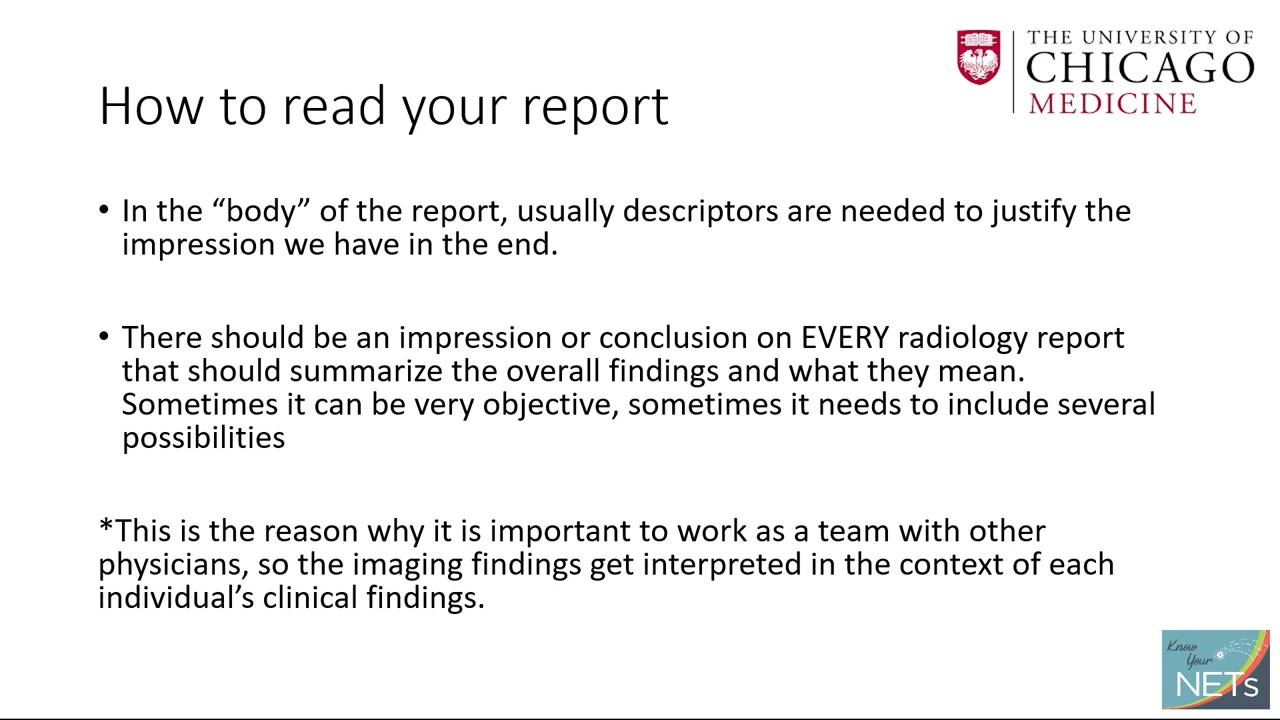 THE UNIVERSITY OF
CHICAGO
MEDICINE
How to read your report
• In the “body” of the report, usually descriptors are needed to justify the
impression we have in the end.
• There should be an impression or conclusion on EVERY radiology report
that should summarize the overall findings and what they mean.
Sometimes it can be very objective, sometimes it needs to include several
possibilities
*This is the reason why it is important to work as a team with other
physicians, so the imaging findings get interpreted in the context of each
individual’s clinical findings.
Know
Your
NETs